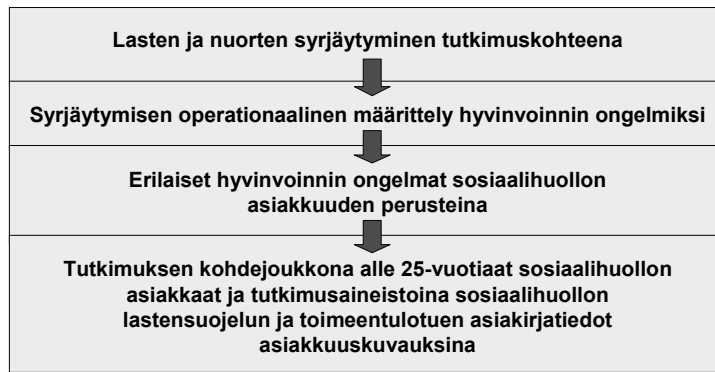 Lasten ja nuorten syrjäytyminen tutkimuskohteena
Syrjäytymisen operationaalinen määrittely hyvinvoinnin ongelmiksi
Erilaiset hyvinvoinnin ongelmat sosiaalihuollon
asiakkuuden perusteina
Tutkimuksen kohdejoukkona alle 25-vuotiaat sosiaalihuollon
asiakkaat ja tutkimusaineistoina sosiaalihuollon
lastensuojelun ja toimeentulotuen asiakirjatiedot
asiakkuuskuvauksina